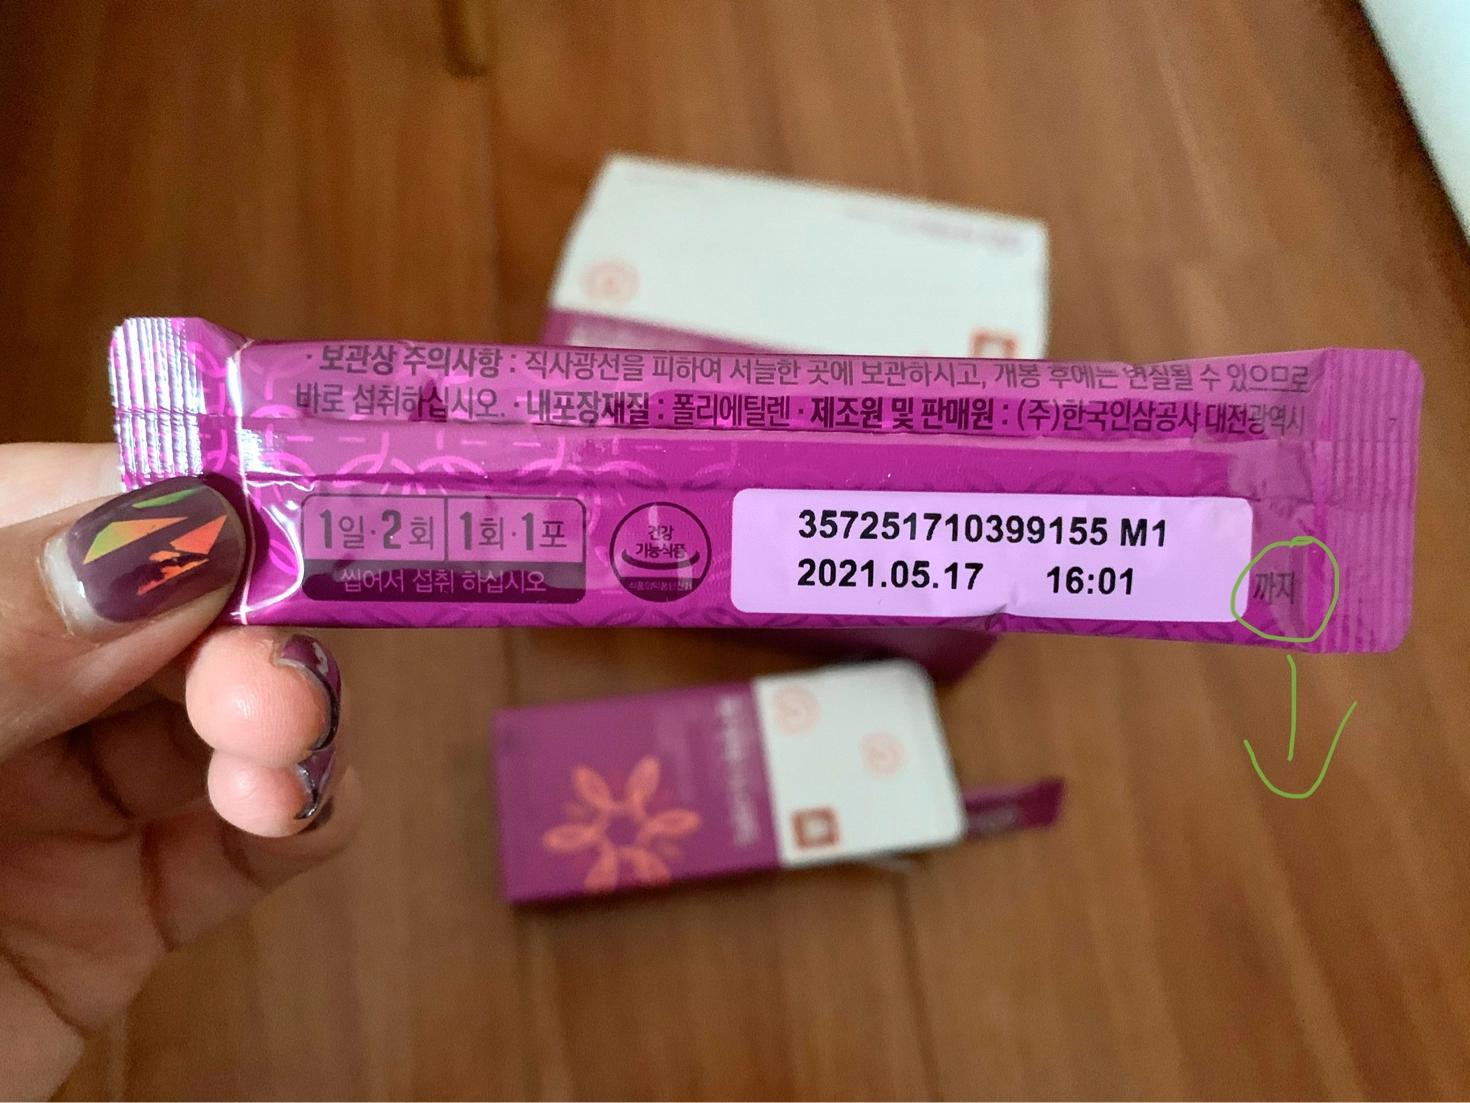 · 보관상 주의사항 : 직사광선을 피하여 서늘한 곳에 보관하시고, 개봉 후에는 변질될 수 있으므로
바로 섭취하십시오. · 내포장재질 : 폴리에틸렌 · 제조원 및 판매원 : (주)한국인삼공사 대전광역시
1일·2회 1회·1포
씹어서 섭취 하십시오
건강
기능식품
357251710399155 M1
2021.05.17 16:01
까지